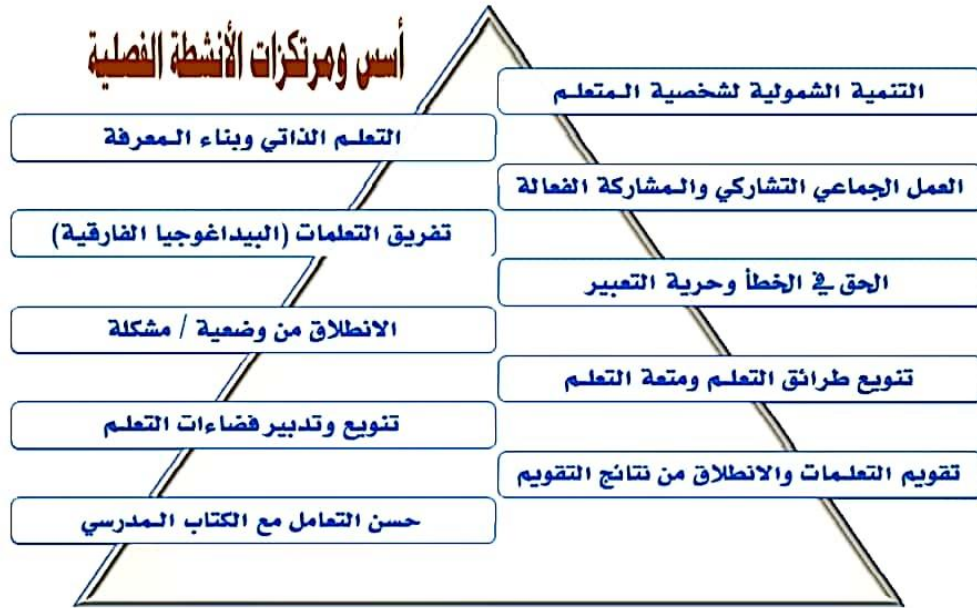 أسس ومرتكزات الأنشطة الفصلية
التنمية الشمولية لشخصية المتعلم
التعلم الذاتي وبناء المعرفة
العمل الجماعي التشاركي والمشاركة الفعالة
تفريق التعلمات (البيداغوجيا الفارقية)
الحق في الخطأ وحرية التعبير
الانطلاق من وضعية / مشكلة
تنويع طرائق التعلم ومتعة التعلم
تنويع وتدبير فضاءات التعلم
تقويم التعلمات والانطلاق من نتائج التقويم
حسن التعامل مع الكتاب المدرسي